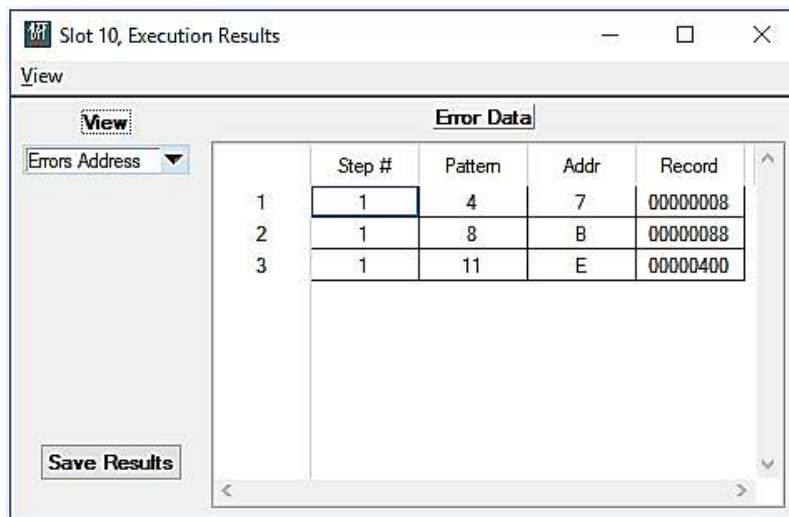 Slot 10, Execution Results
View
View
Error Data
Errors Address
Step # Pattern Addr Record
1 1 4 7 00000008
2 1 8 B 00000088
3 1 11 E 00000400
Save Results